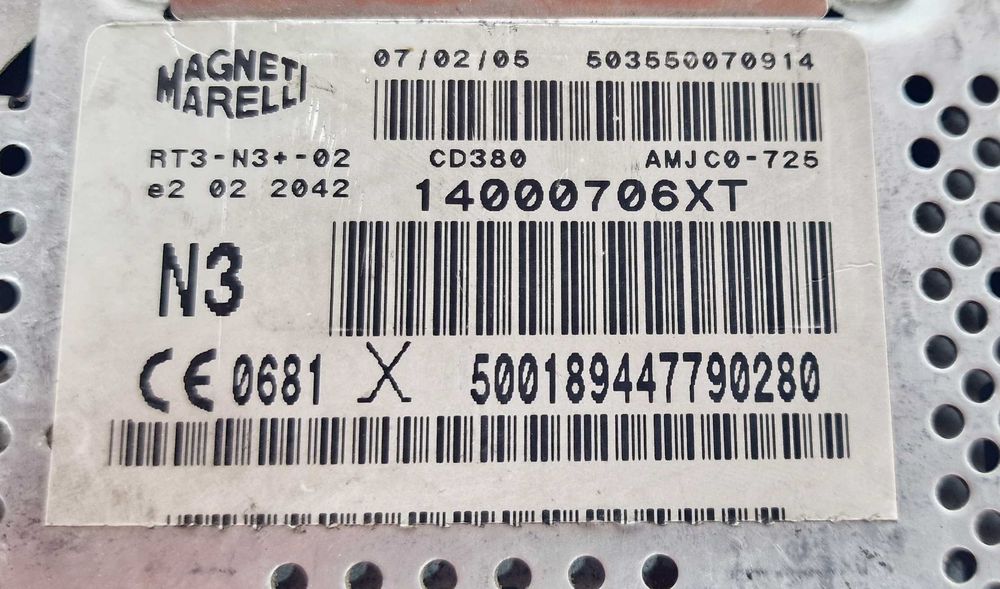 MAGNETI
MARELLI
07/02/05 503550070914
RT3-N3+-02 CD380 AMJC0-725
e2 02 2042 14000706XT
N3
CE 0681 X 500189447790280